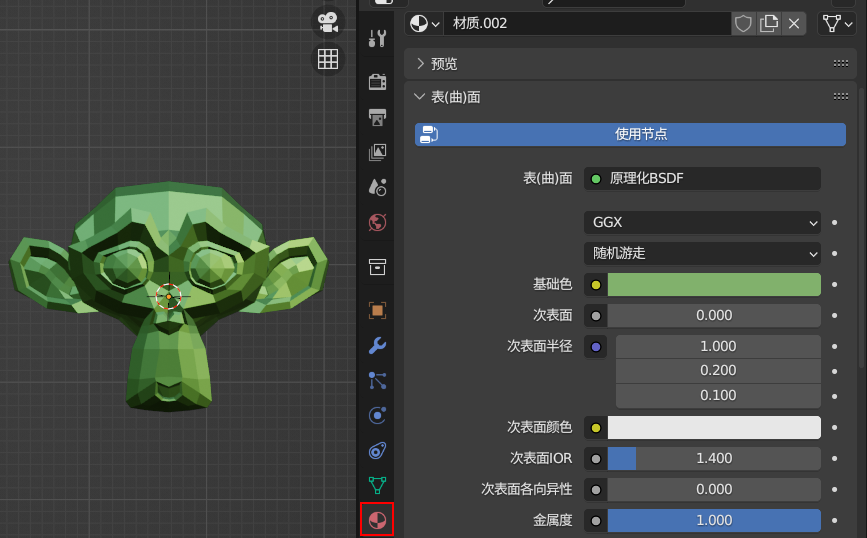 材质.002
预览
表(曲)面
使用节点
表(曲)面 原理化BSDF
GGX
随机游走
基础色
次表面 0.000
次表面半径 1.000
0.200
0.100
次表面颜色
次表面IOR 1.400
次表面各向异性 0.000
金属度 1.000